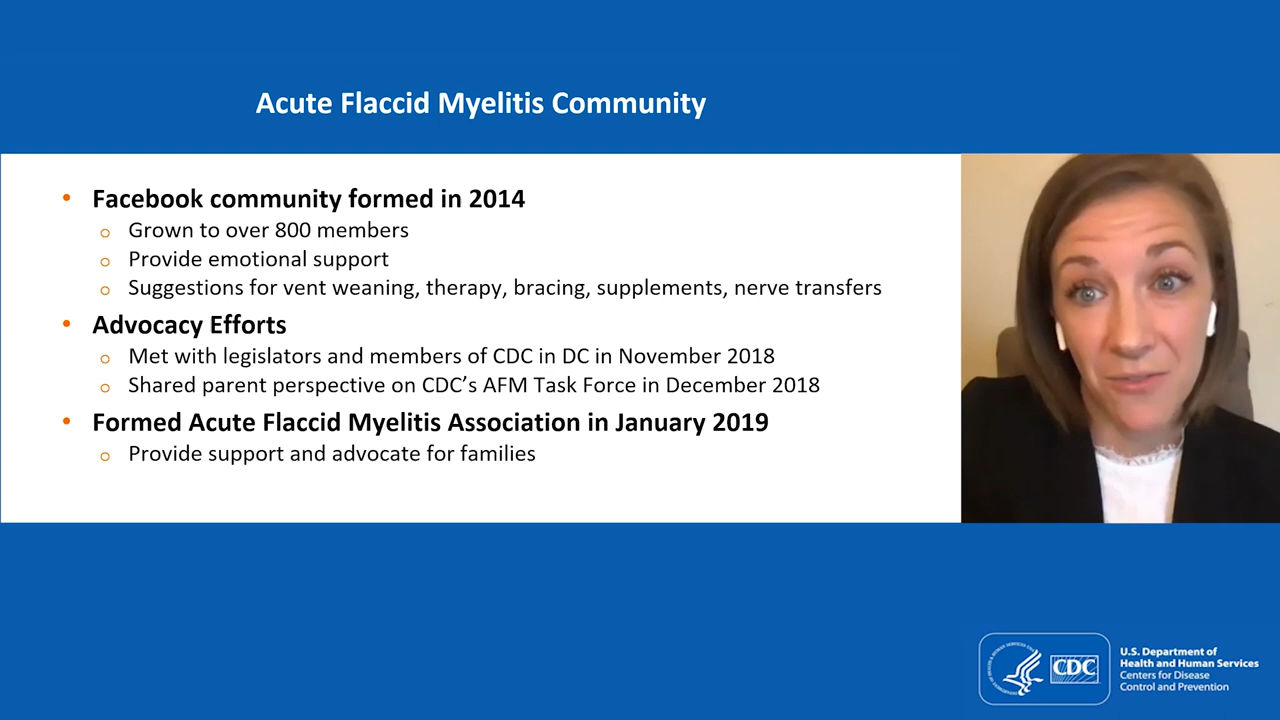 Acute Flaccid Myelitis Community
• Facebook community formed in 2014
o Grown to over 800 members
o Provide emotional support
o Suggestions for vent weaning, therapy, bracing, supplements, nerve transfers
• Advocacy Efforts
o Met with legislators and members of CDC in DC in November 2018
o Shared parent perspective on CDC’s AFM Task Force in December 2018
• Formed Acute Flaccid Myelitis Association in January 2019
o Provide support and advocate for families
CDC
U.S. Department of
Health and Human Services
Centers for Disease
Control and Prevention